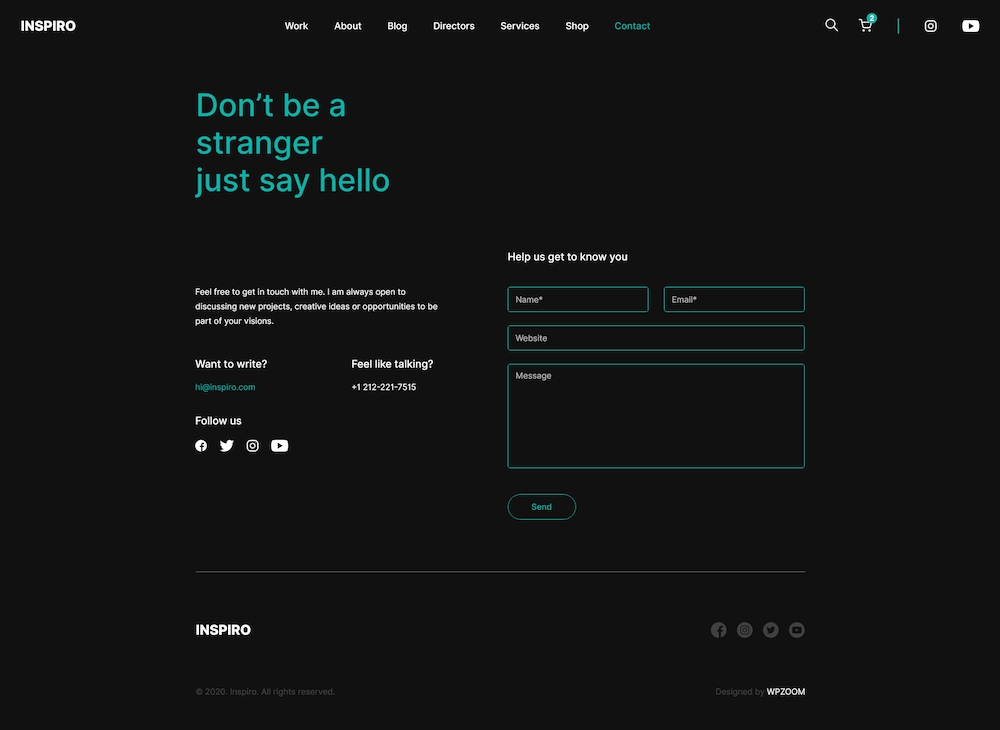 INSPIRO
Work About Blog Directors Services Shop Contact
2
Don’t be a
stranger
just say hello
Help us get to know you
Feel free to get in touch with me. I am always open to
discussing new projects, creative ideas or opportunities to be
part of your visions.
Name* Email*
Website
Message
Want to write? Feel like talking?
hi@inspiro.com +1 212-221-7515
Follow us
Send
INSPIRO
© 2020. Inspiro. All rights reserved. Designed by WPZOOM